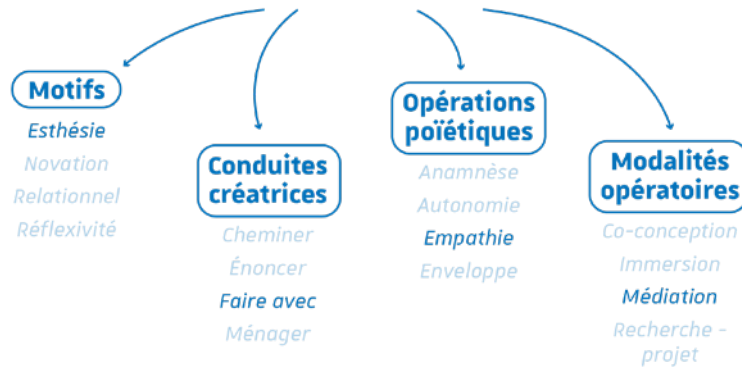 Motifs
Esthésie
Novation
Relationnel
Réflexivité
Conduites
créatrices
Cheminer
Énoncer
Faire avec
Ménager
Opérations
poïétiques
Anamnèse
Autonomie
Empathie
Enveloppe
Modalités
opératoires
Co-conception
Immersion
Médiation
Recherche -
projet